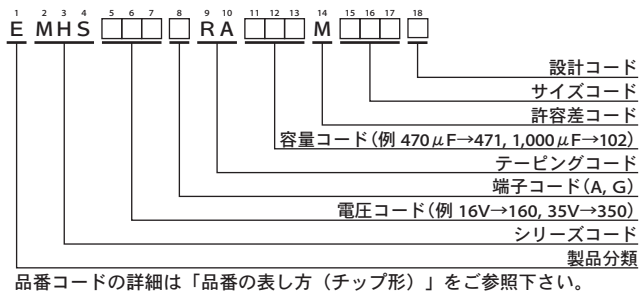 1 2 3 4 5 6 7 8 9 10 11 12 13 14 15 16 17 18
E MHS □□□ □ RA □□□ M □□□ □
設計コード
サイズコード
許容差コード
容量コード(例 470μF→471, 1,000μF→102)
テーピングコード
端子コード(A, G)
電圧コード(例 16V→160, 35V→350)
シリーズコード
製品分類
品番コードの詳細は「品番の表し方(チップ形)」をご参照下さい。